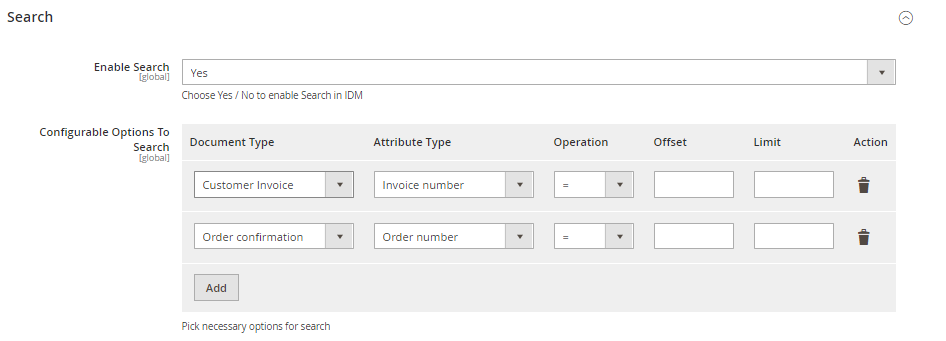 Search
Enable Search
[global]
Yes
Choose Yes / No to enable Search in IDM
Configurable Options To
Search
[global]
Document Type Attribute Type Operation Offset Limit Action
Customer Invoice Invoice number =
Order confirmation Order number =
Add
Pick necessary options for search